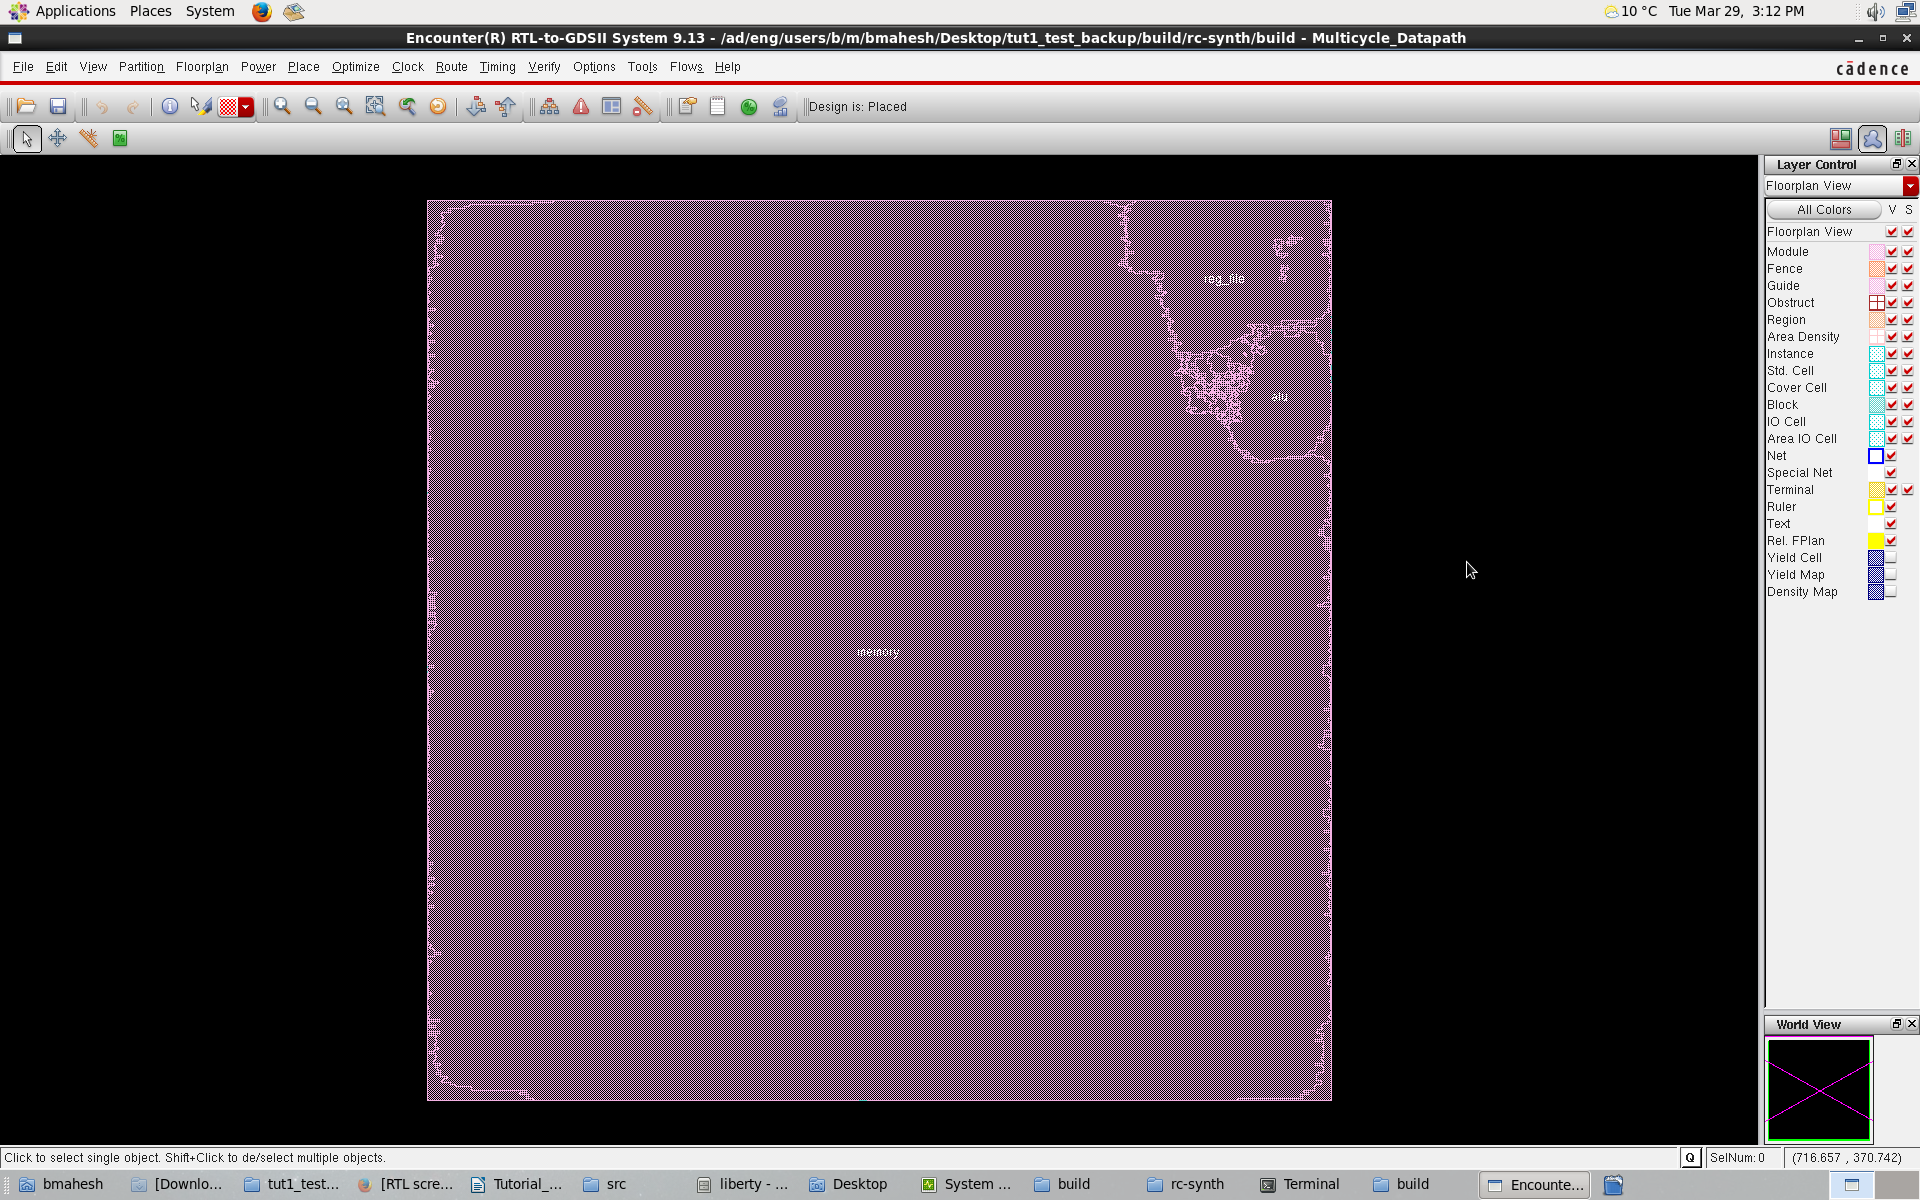 Applications Places System 10 °C Tue Mar 29, 3:12 PM
Encounter(R) RTL-to-GDSII System 9.13 - /ad/eng/users/b/m/bmahesh/Desktop/tut1_test_backup/build/rc-synth/build - Multicycle_Datapath
File Edit View Partition Floorplan Power Place Optimize Clock Route Timing Verify Options Tools Flows Help cādence
Design is: Placed
Layer Control
Floorplan View
All Colors V S
Floorplan View
Module
Fence
Guide
Obstruct
Region
Area Density
Instance
Std. Cell
Cover Cell
Block
IO Cell
Area IO Cell
Net
Special Net
Terminal
Ruler
Text
Rel. FPlan
Yield Cell
Yield Map
Density Map
reg_file
alu
memory
World View
Click to select single object. Shift+Click to de/select multiple objects. Q SelNum: 0 (716.657 , 370.742)
bmahesh [Downlo... tut1_test... [RTL scre... Tutorial_... src liberty - ... Desktop System ... build rc-synth Terminal build Encounte...